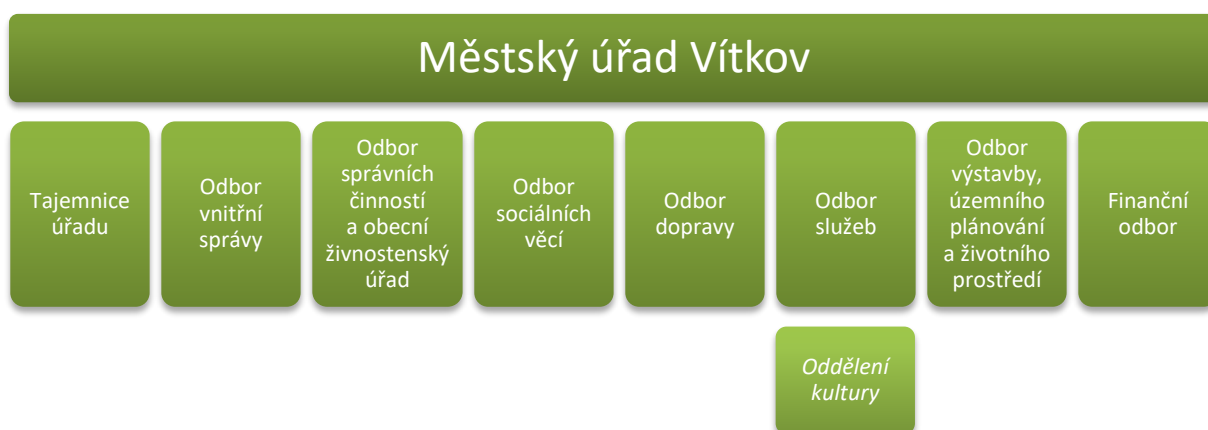 Městský úřad Vítkov
Tajemnice
úřadu
Odbor
vnitřní
správy
Odbor
správních
činností
a obecní
živnostenský
úřad
Odbor
sociálních
věcí
Odbor
dopravy
Odbor
služeb
Odbor
výstavby,
územního
plánování
a životního
prostředí
Finanční
odbor
Oddělení
kultury